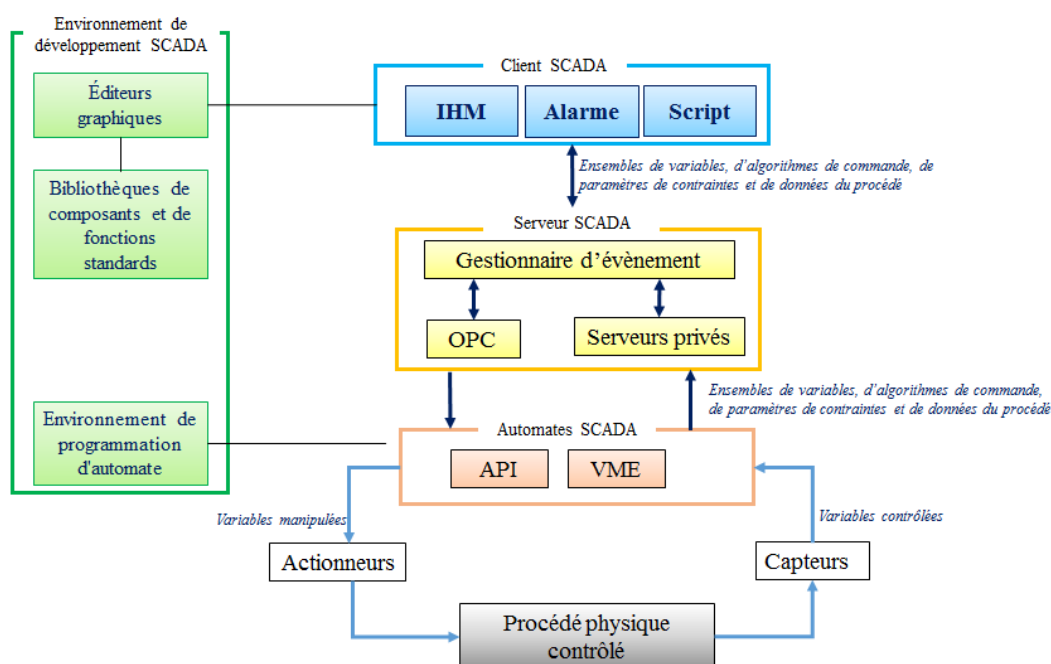 Environnement de
développement SCADA
Éditeurs
graphiques
Bibliothèques de
composants et de
fonctions
standards
Environnement de
programmation
d'automate
Client SCADA
IHM
Alarme
Script
Ensembles de variables, d'algorithmes de commande, de
paramètres de contraintes et de données du procédé
Serveur SCADA
Gestionnaire d'évènement
OPC
Serveurs privés
Ensembles de variables, d'algorithmes de commande,
de paramètres de contraintes et de données du procédé
Automates SCADA
API
VME
Variables manipulées
Variables contrôlées
Actionneurs
Capteurs
Procédé physique
contrôlé